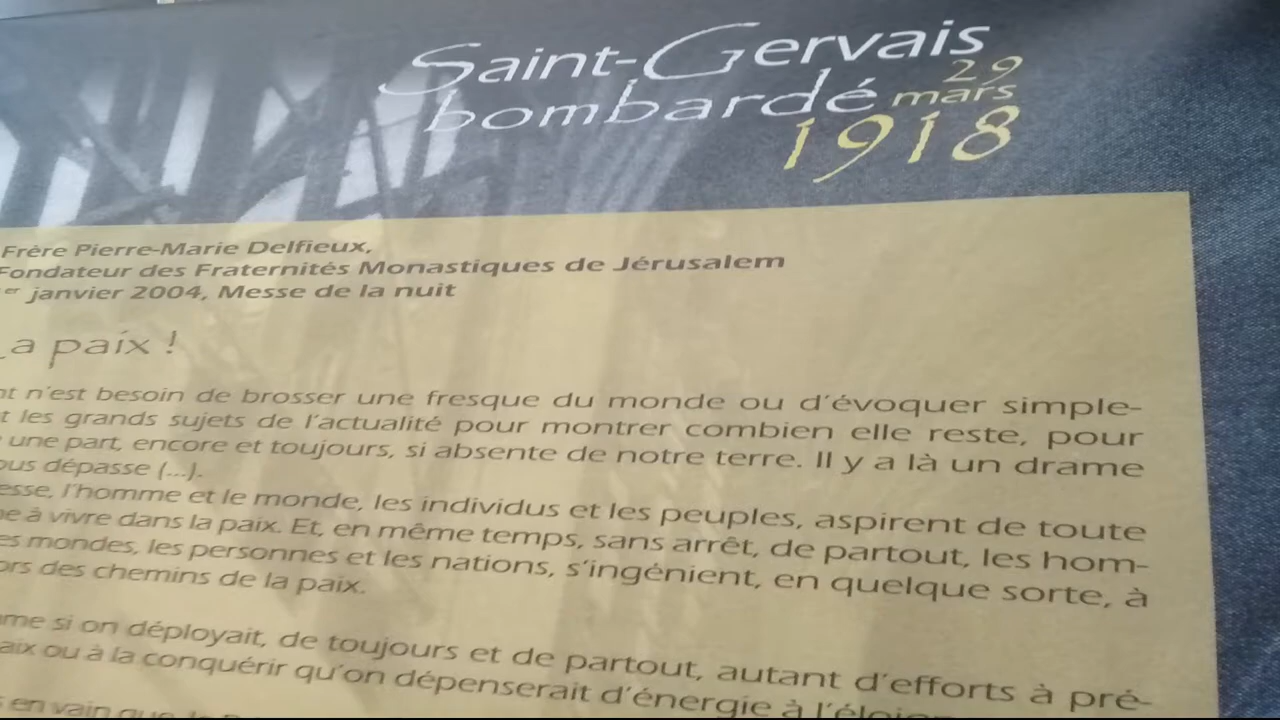 Saint-Gervais
bombardé 29
mars
1918
Frère Pierre-Marie Delfieux,
Fondateur des Fraternités Monastiques de Jérusalem
er janvier 2004, Messe de la nuit
a paix !
n'est besoin de brosser une fresque du monde ou d'évoquer simple-
les grands sujets de l'actualité pour montrer combien elle reste, pour
une part, encore et toujours, si absente de notre terre. Il y a là un drame
dépasse (...).
l'homme et le monde, les individus et les peuples, aspirent de toute
à vivre dans la paix. Et, en même temps, sans arrêt, de partout, les hom-
mondes, les personnes et les nations, s'ingénient, en quelque sorte, à
des chemins de la paix.
si on déployait, de toujours et de partout, autant d'efforts à pré-
ou à la conquérir qu'on dépenserait d'énergie à
en vain que